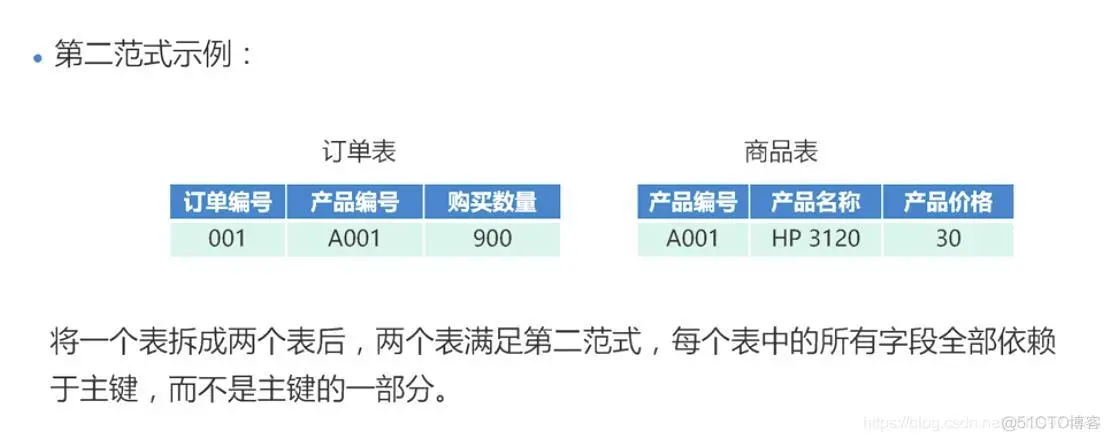 • 第二范式示例：
订单表 商品表
订单编号 产品编号 购买数量 产品编号 产品名称 产品价格
001 A001 900 A001 HP 3120 30
将一个表拆成两个表后，两个表满足第二范式，每个表中的所有字段全部依赖
于主键，而不是主键的一部分。
@51CTO博客